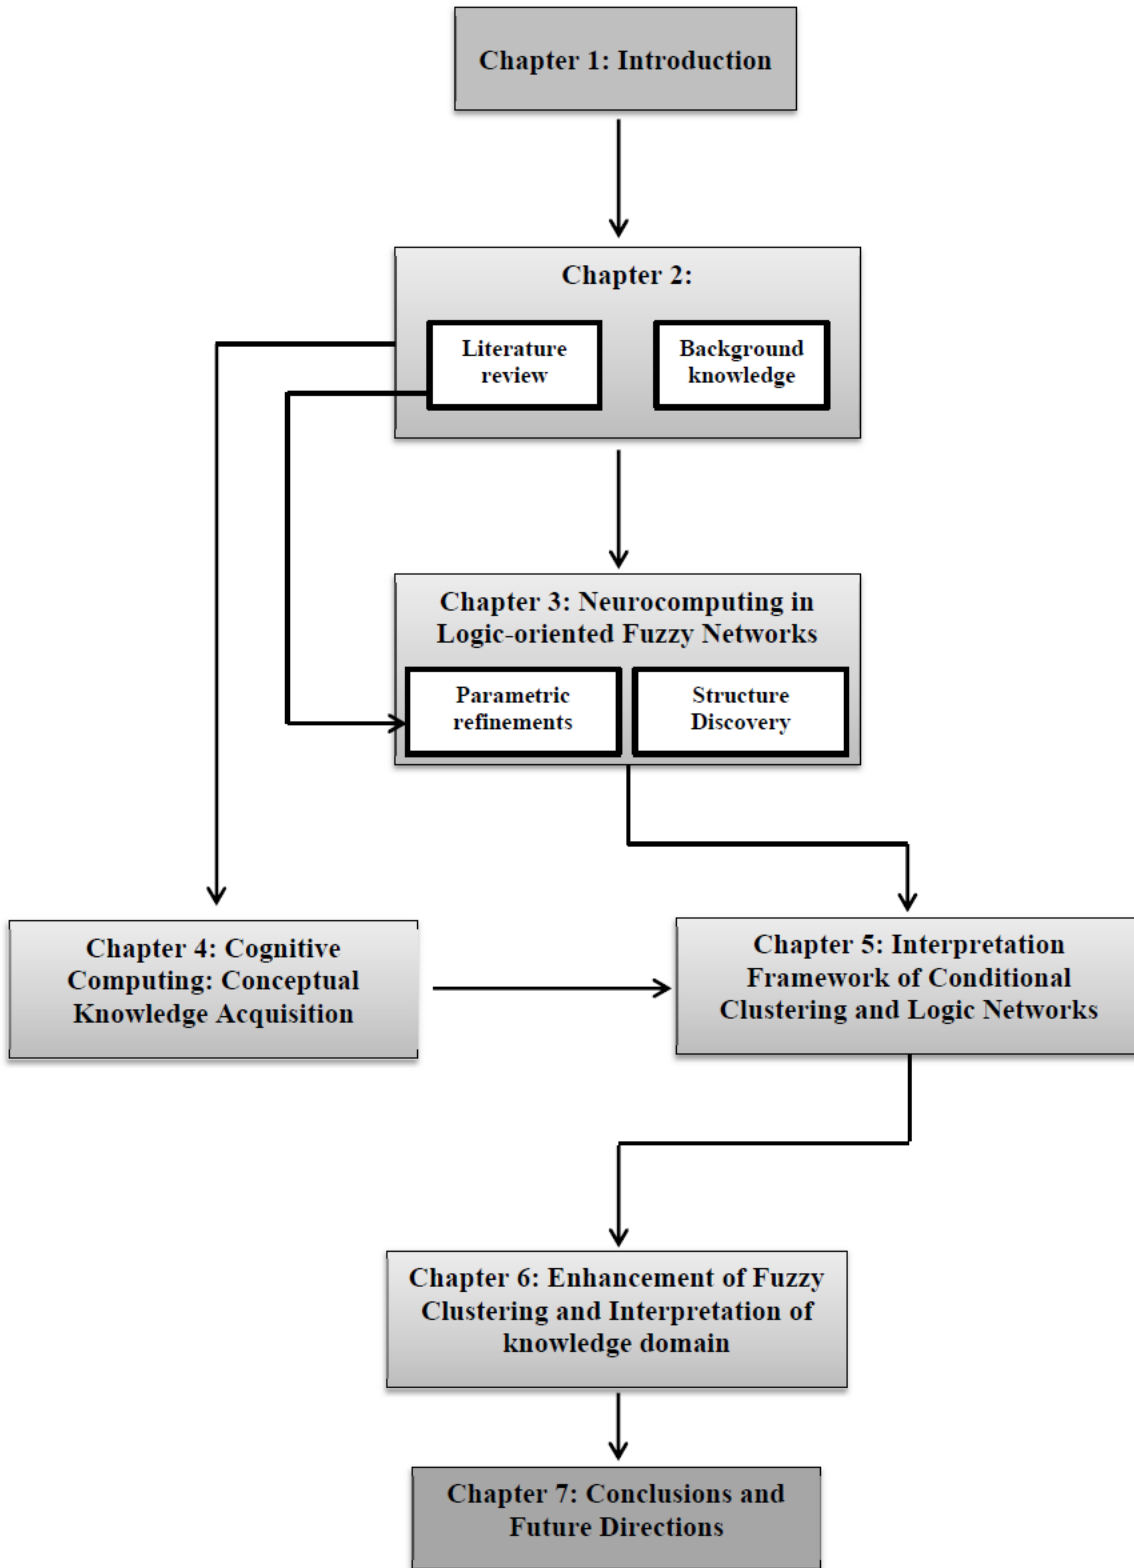 Chapter 1: Introduction
Chapter 2:
Literature
review
Background
knowledge
Chapter 3: Neurocomputing in
Logic-oriented Fuzzy Networks
Parametric
refinements
Structure
Discovery
Chapter 4: Cognitive
Computing: Conceptual
Knowledge Acquisition
Chapter 5: Interpretation
Framework of Conditional
Clustering and Logic Networks
Chapter 6: Enhancement of Fuzzy
Clustering and Interpretation of
knowledge domain
Chapter 7: Conclusions and
Future Directions